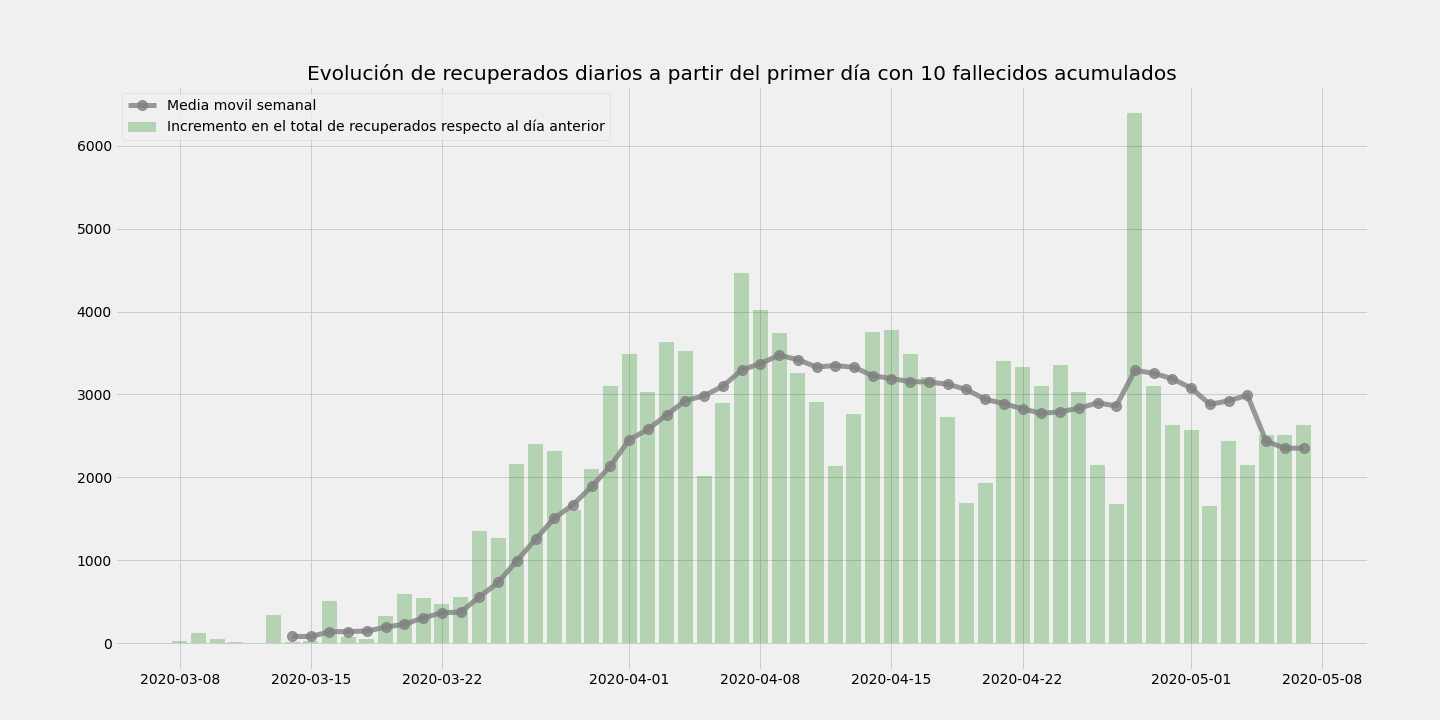 Evolución de recuperados diarios a partir del primer día con 10 fallecidos acumulados
Media movil semanal
Incremento en el total de recuperados respecto al día anterior
6000
5000
4000
3000
2000
1000
0
2020-03-08 2020-03-15 2020-03-22 2020-04-01 2020-04-08 2020-04-15 2020-04-22 2020-05-01 2020-05-08